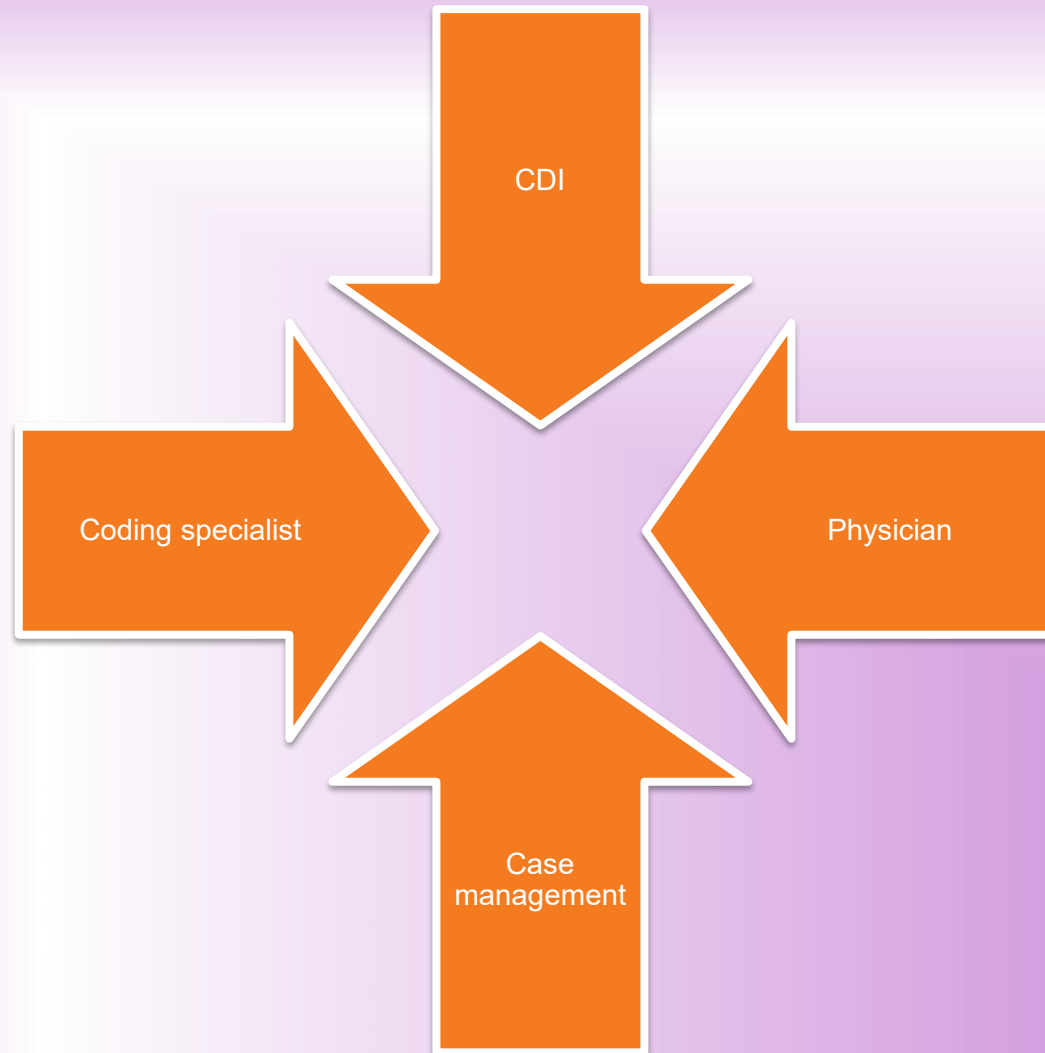 CDI
Coding specialist
Physician
Case
management